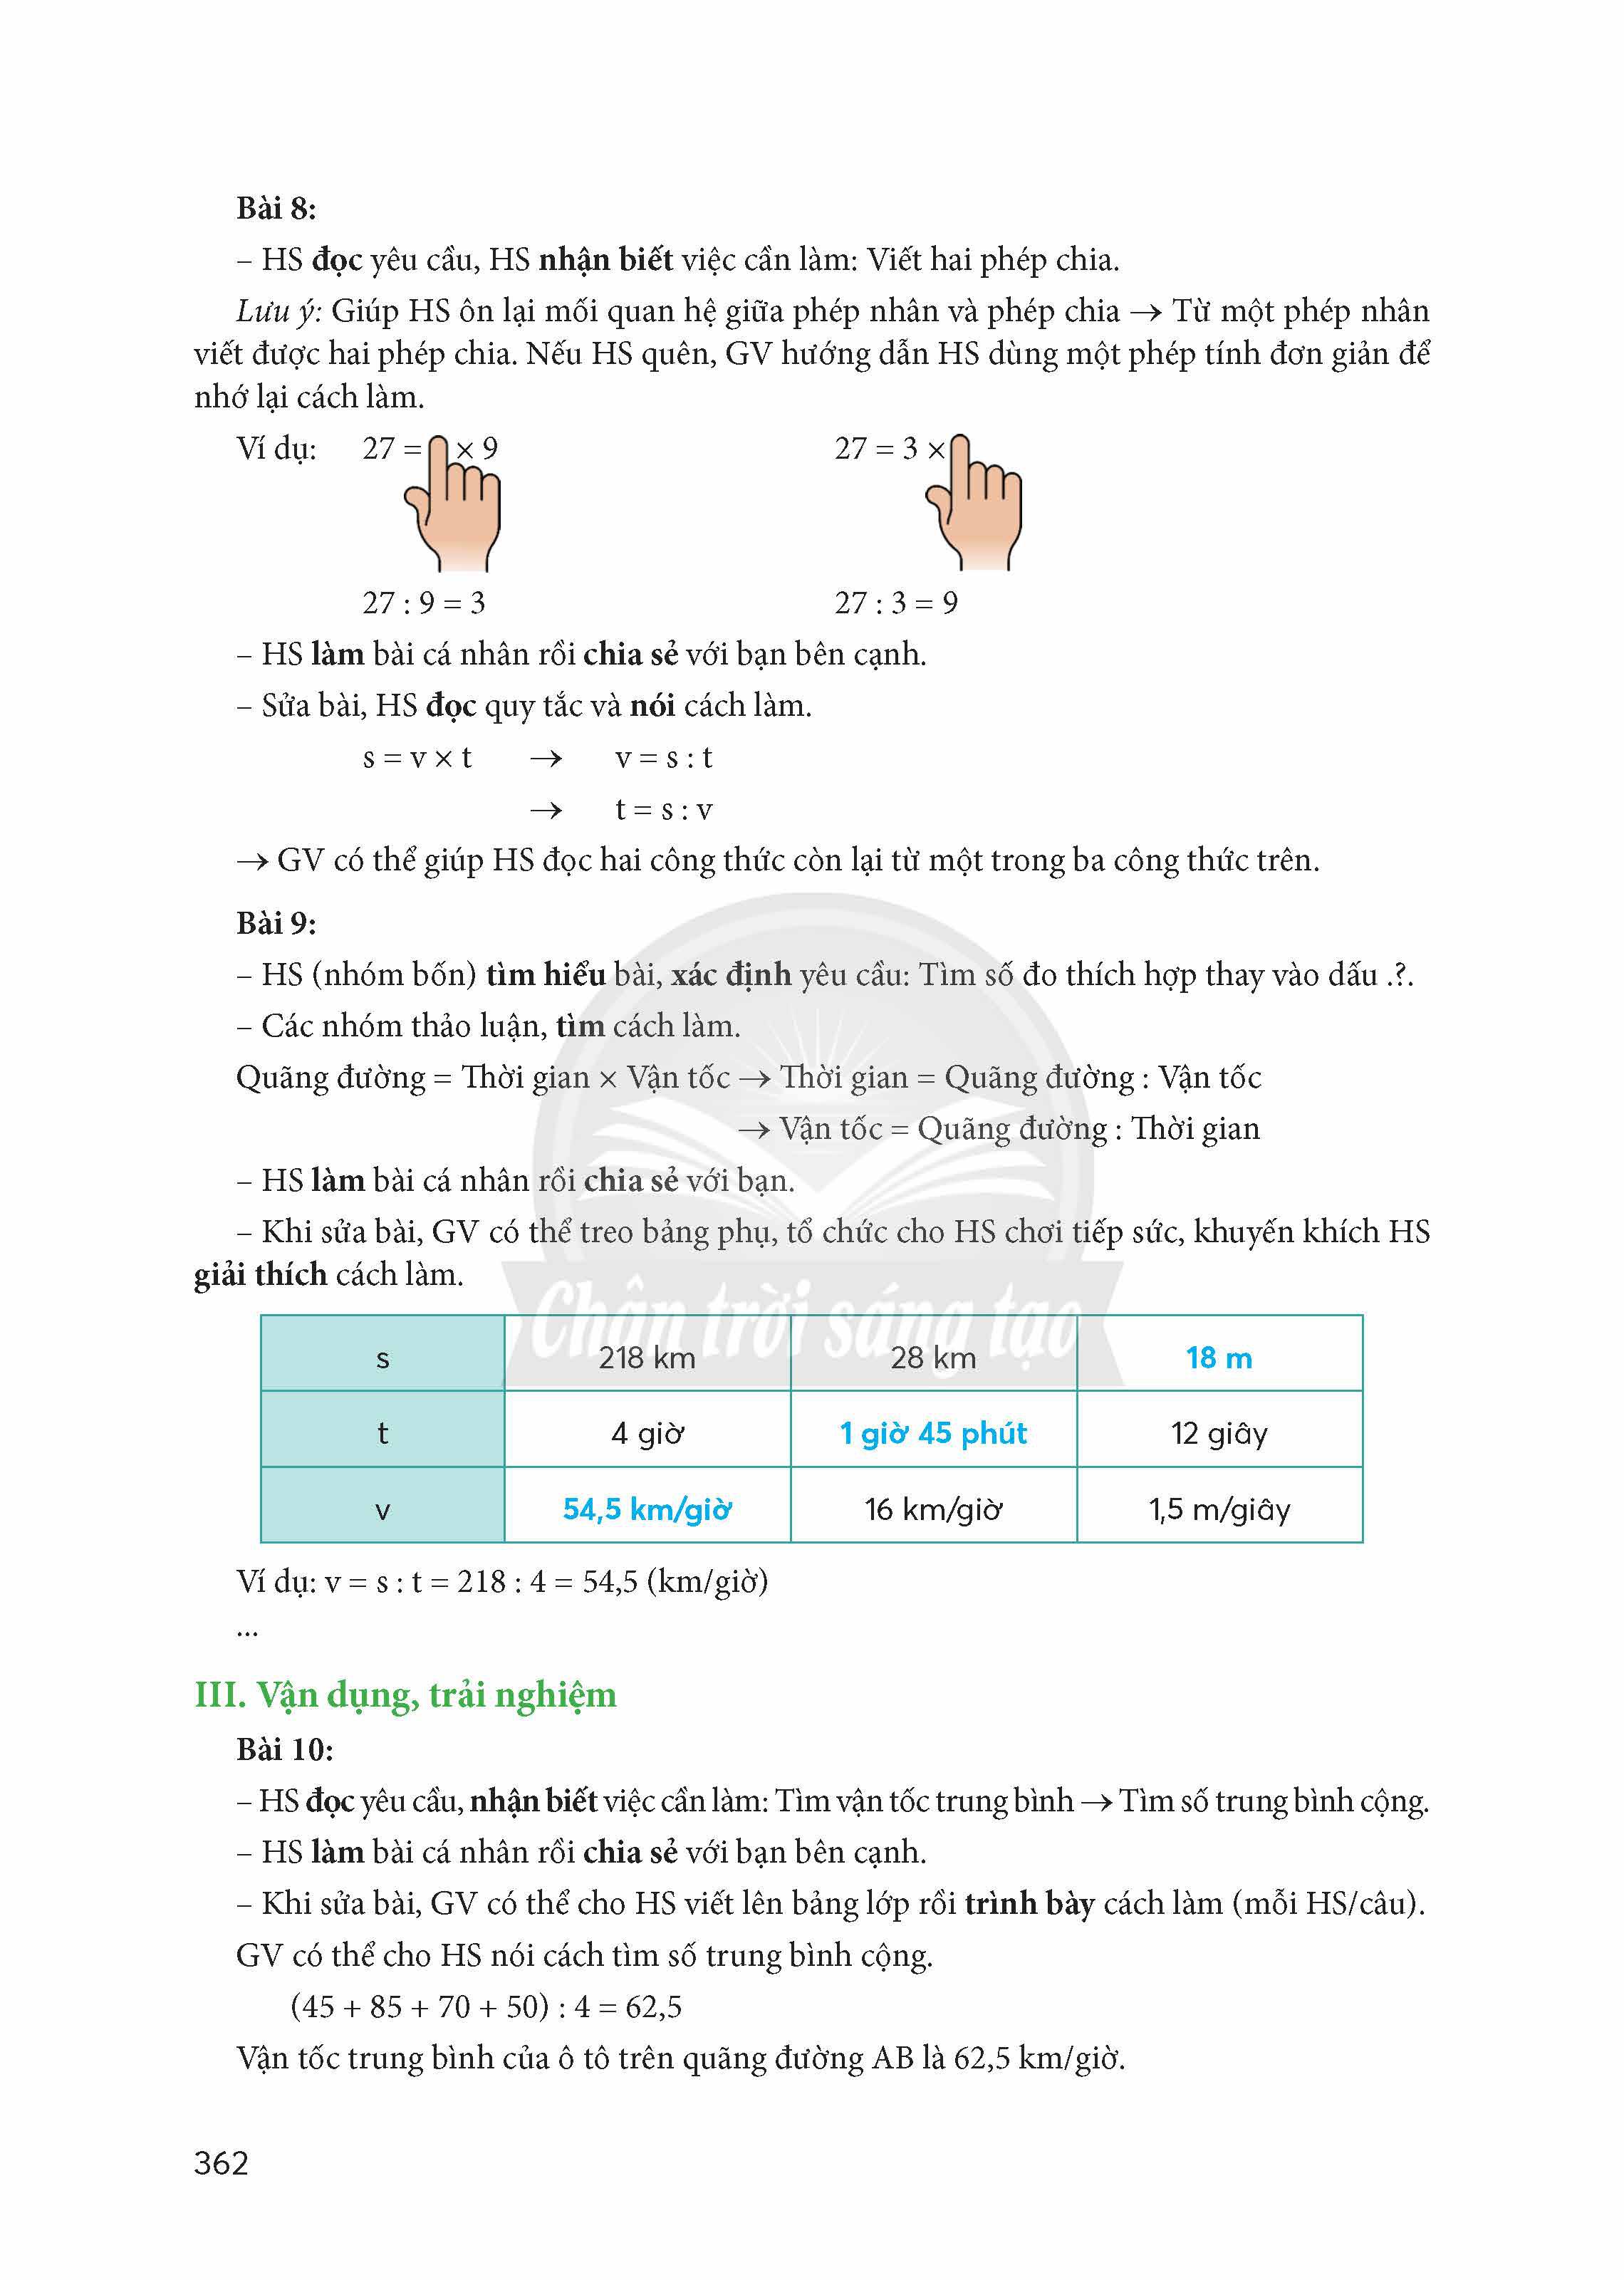 Bài 8:
– HS đọc yêu cầu, HS nhận biết việc cần làm: Viết hai phép chia.
Lưu ý: Giúp HS ôn lại mối quan hệ giữa phép nhân và phép chia → Từ một phép nhân
viết được hai phép chia. Nếu HS quên, GV hướng dẫn HS dùng một phép tính đơn giản để
nhớ lại cách làm.
Ví dụ: 27 = × 9 27 = 3 ×
27 : 9 = 3 27 : 3 = 9
– HS làm bài cá nhân rồi chia sẻ với bạn bên cạnh.
– Sửa bài, HS đọc quy tắc và nói cách làm.
s = v × t → v = s : t
→ t = s : v
→ GV có thể giúp HS đọc hai công thức còn lại từ một trong ba công thức trên.
Bài 9:
– HS (nhóm bốn) tìm hiểu bài, xác định yêu cầu: Tìm số đo thích hợp thay vào dấu .?.
– Các nhóm thảo luận, tìm cách làm.
Quãng đường = Thời gian × Vận tốc → Thời gian = Quãng đường : Vận tốc
→ Vận tốc = Quãng đường : Thời gian
– HS làm bài cá nhân rồi chia sẻ với bạn.
– Khi sửa bài, GV có thể treo bảng phụ, tổ chức cho HS chơi tiếp sức, khuyến khích HS
giải thích cách làm.
Chân trời sáng tạo
s 218 km 28 km 18 m
t 4 giờ 1 giờ 45 phút 12 giây
v 54,5 km/giờ 16 km/giờ 1,5 m/giây
Ví dụ: v = s : t = 218 : 4 = 54,5 (km/giờ)
...
III. Vận dụng, trải nghiệm
Bài 10:
– HS đọc yêu cầu, nhận biết việc cần làm: Tìm vận tốc trung bình → Tìm số trung bình cộng.
– HS làm bài cá nhân rồi chia sẻ với bạn bên cạnh.
– Khi sửa bài, GV có thể cho HS viết lên bảng lớp rồi trình bày cách làm (mỗi HS/câu).
GV có thể cho HS nói cách tìm số trung bình cộng.
(45 + 85 + 70 + 50) : 4 = 62,5
Vận tốc trung bình của ô tô trên quãng đường AB là 62,5 km/giờ.
362